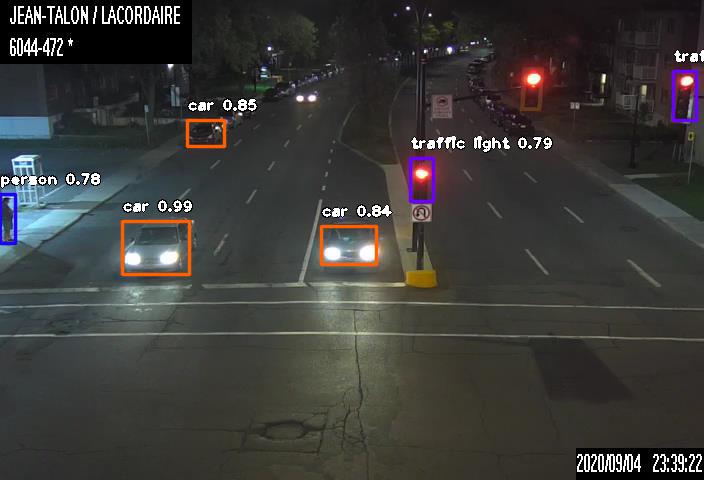 JEAN-TALON / LACORDAIRE
6044-472 *
traf
car 0.85
traffic light 0.79
person 0.78
car 0.99
car 0.84
2020/09/04 23:39:22